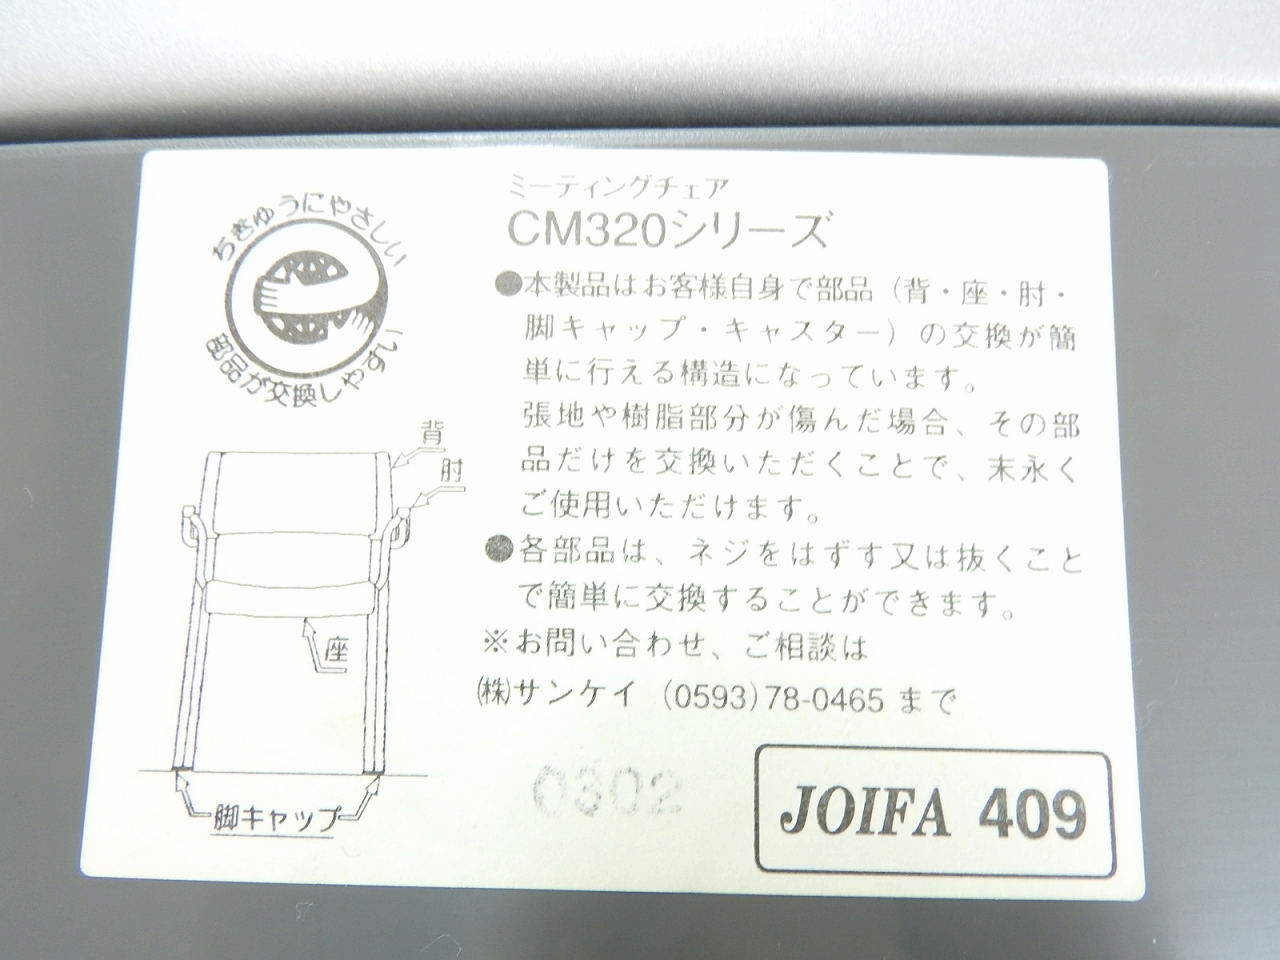 ちきゅうにやさしい
部品が交換しやすい
背
肘
座
脚キャップ
ミーティングチェア
CM320シリーズ
●本製品はお客様自身で部品（背・座・肘・
脚キャップ・キャスター）の交換が簡
単に行える構造になっています。
張地や樹脂部分が傷んだ場合、その部
品だけを交換いただくことで、末永く
ご使用いただけます。
●各部品は、ネジをはずす又は抜くこと
で簡単に交換することができます。
※お問い合わせ、ご相談は
㈱サンケイ（0593）78-0465 まで
0302
JOIFA 409